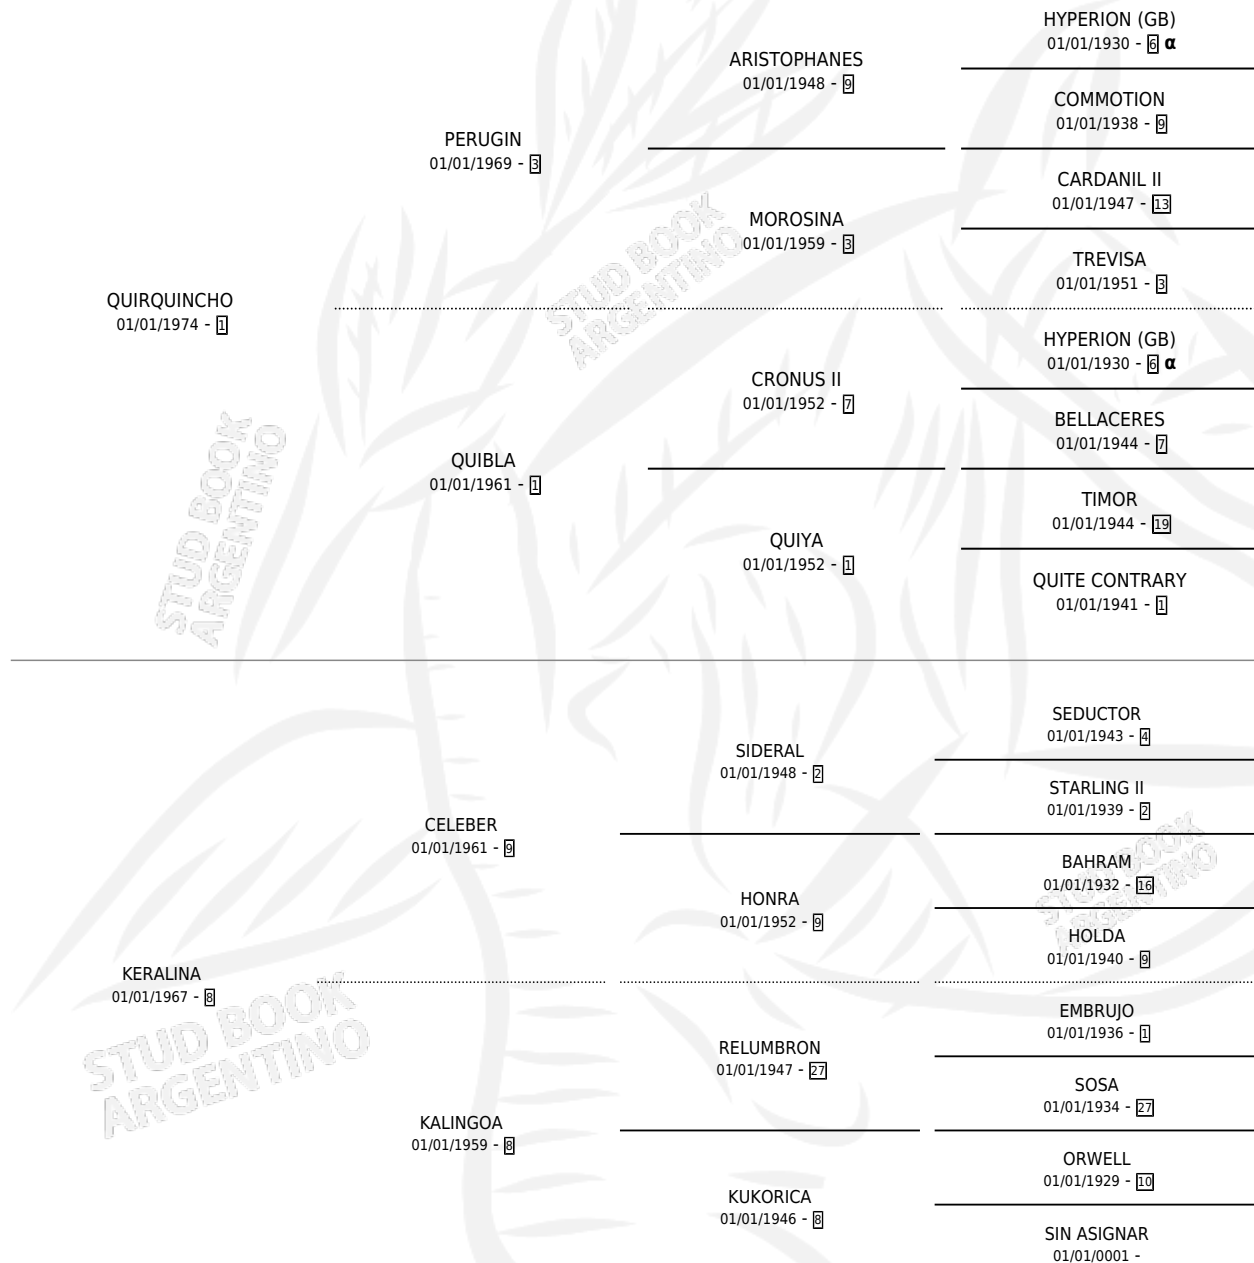 HYPERION (GB)
01/01/1930 - 6 α
ARISTOPHANES
01/01/1948 - 9
COMMOTION
01/01/1938 - 9
PERUGIN
01/01/1969 - 3
CARDANIL II
01/01/1947 - 13
MOROSINA
01/01/1959 - 3
TREVISA
01/01/1951 - 3
QUIRQUINCHO
01/01/1974 - 1
HYPERION (GB)
01/01/1930 - 6 α
CRONUS II
01/01/1952 - 7
BELLACERES
01/01/1944 - 7
QUIBLA
01/01/1961 - 1
TIMOR
01/01/1944 - 19
QUIYA
01/01/1952 - 1
QUITE CONTRARY
01/01/1941 - 1
SEDUCTOR
01/01/1943 - 4
SIDERAL
01/01/1948 - 2
STARLING II
01/01/1939 - 2
CELEBER
01/01/1961 - 9
BAHRAM
01/01/1932 - 16
HONRA
01/01/1952 - 9
HOLDA
01/01/1940 - 9
KERALINA
01/01/1967 - 8
EMBRUJO
01/01/1936 - 1
RELUMBRON
01/01/1947 - 27
SOSA
01/01/1934 - 27
KALINGOA
01/01/1959 - 8
ORWELL
01/01/1929 - 10
KUKORICA
01/01/1946 - 8
SIN ASIGNAR
01/01/0001 -
STUD BOOK
ARGENTINO
STUD BOOK
ARGENTINO
STUD BOOK
ARGENTINO
STUD BOOK
ARGENTINO